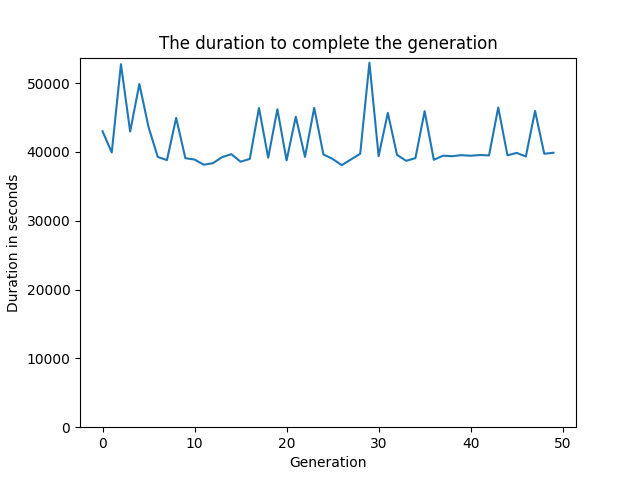 The duration to complete the generation
50000
40000
30000
20000
10000
0
Duration in seconds
0 10 20 30 40 50
Generation